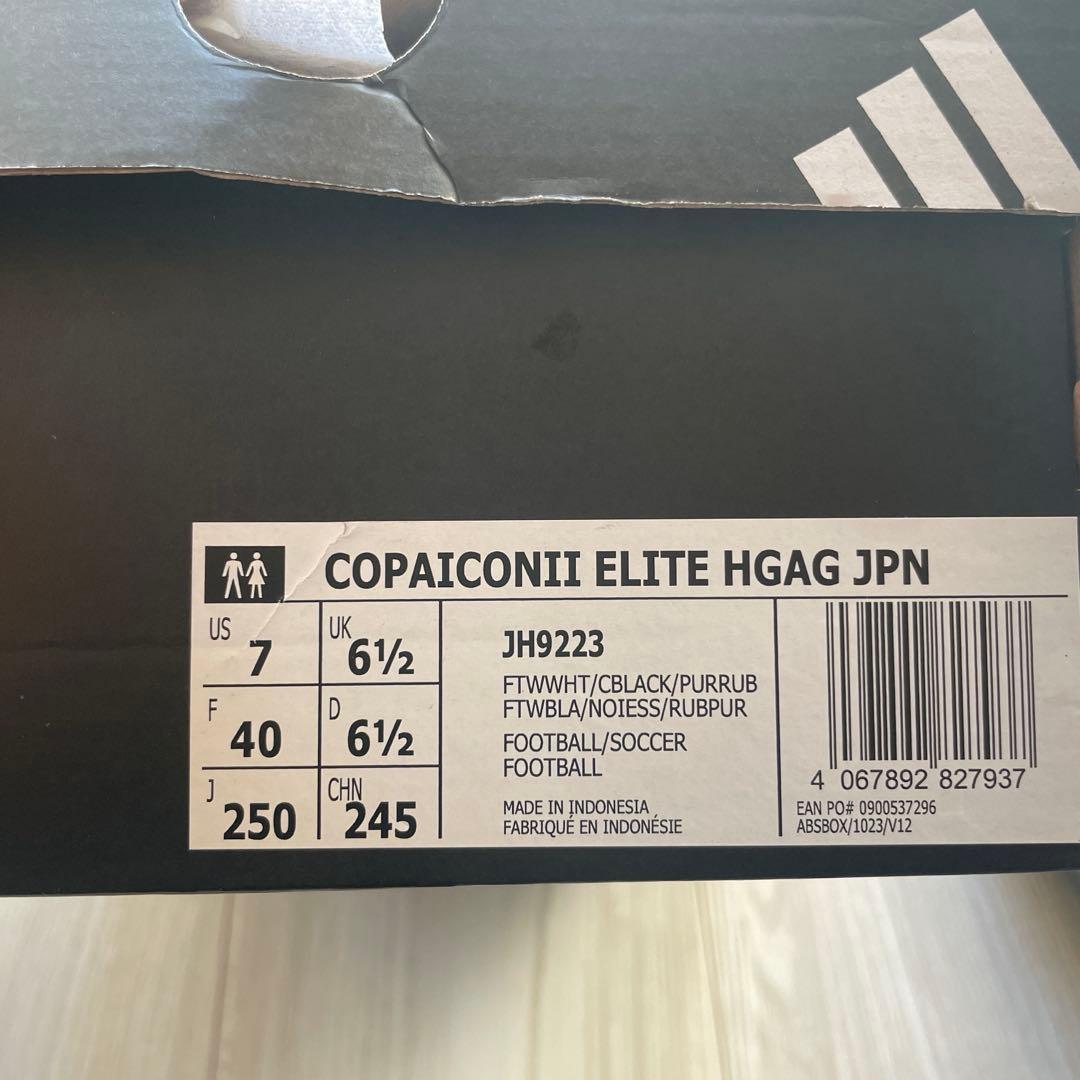 COPAICONII ELITE HGAG JPN
US 7 UK 6½
F 40 D 6½
J 250 CHN 245
JH9223
FTWWHT/CBLACK/PURRUB
FTWBLA/NOIESS/RUBPUR
FOOTBALL/SOCCER
FOOTBALL
MADE IN INDONESIA
FABRIQUÉ EN INDONÉSIE
4 067892 827937
EAN PO# 0900537296
ABSBOX/1023/V12